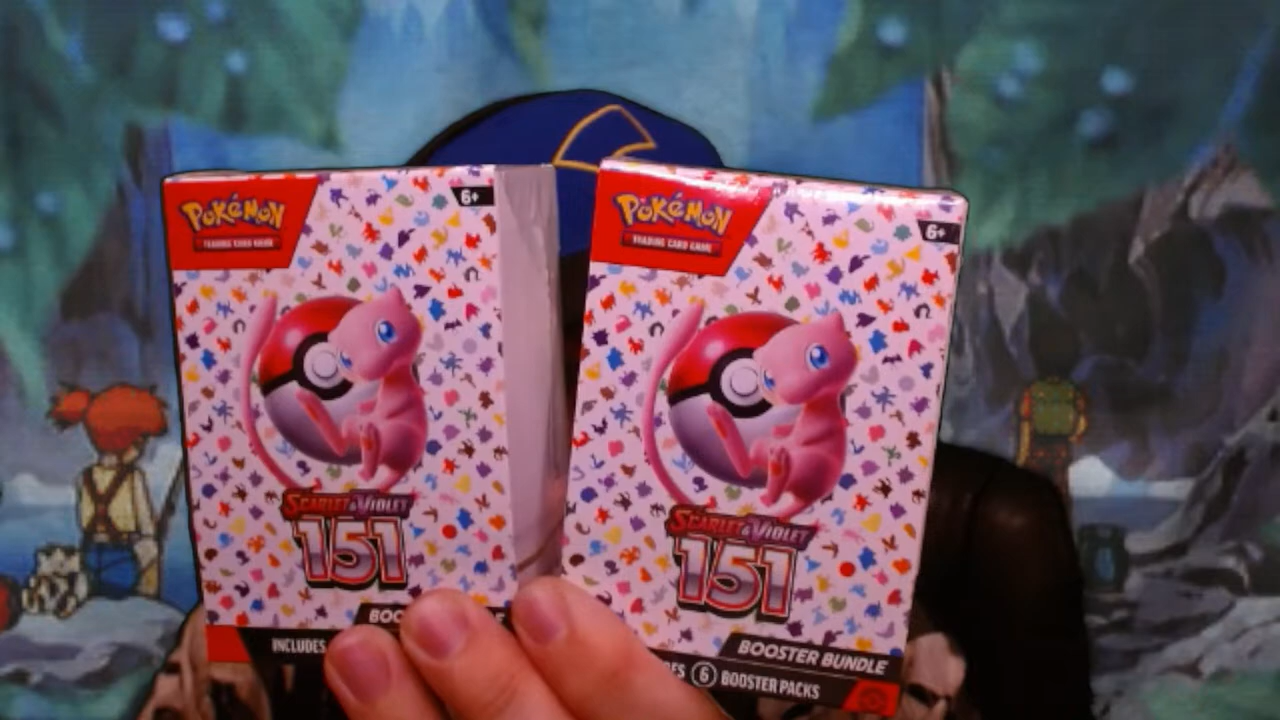 POKéMON
TRADING CARD GAME
6+
SCARLET & VIOLET
151
INCLUDES
POKéMON
TRADING CARD GAME
6+
SCARLET & VIOLET
151
BOOSTER BUNDLE
6 BOOSTER PACKS